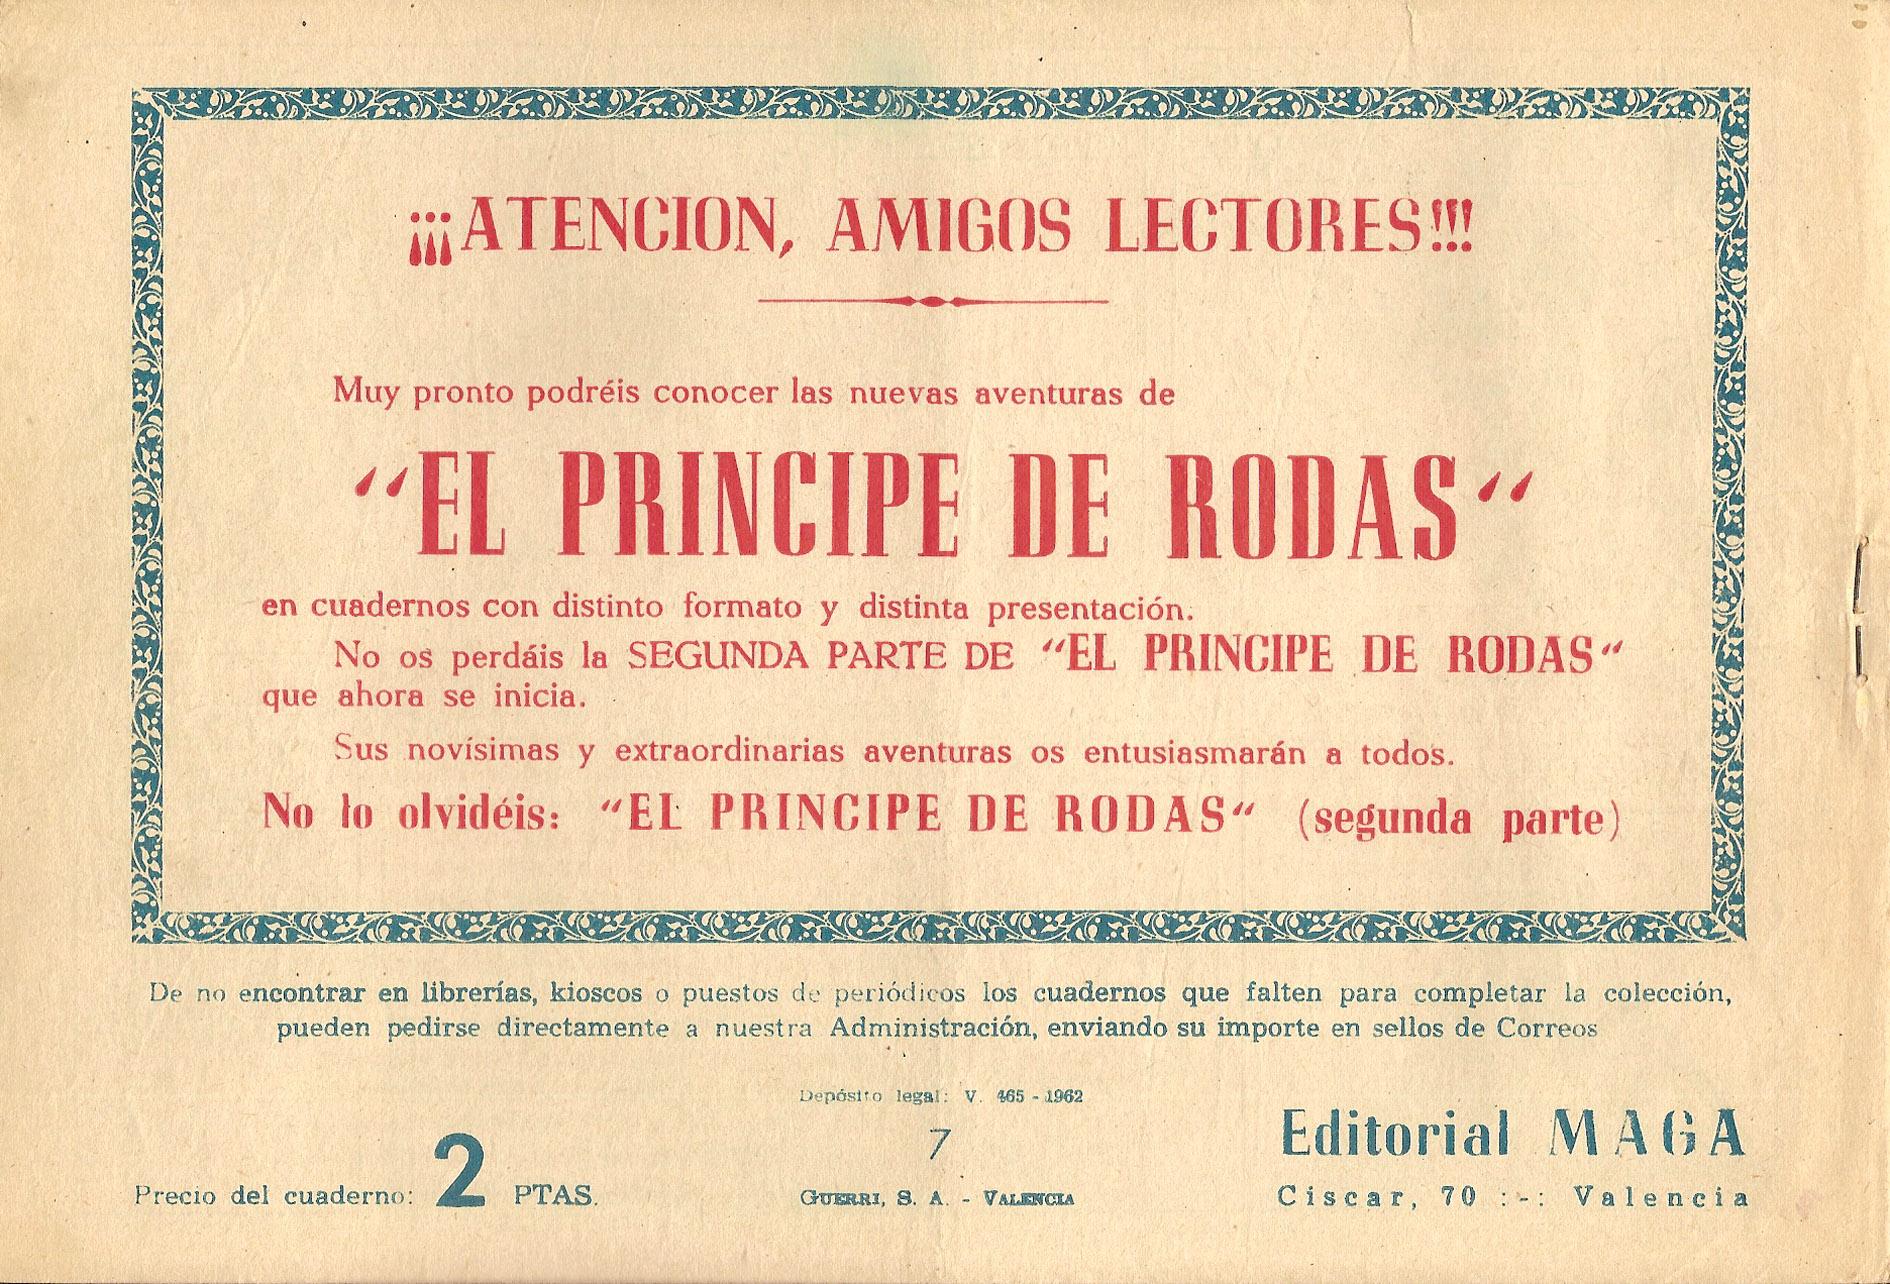 ¡¡¡ATENCION, AMIGOS LECTORES!!!
Muy pronto podréis conocer las nuevas aventuras de
"EL PRINCIPE DE RODAS"
en cuadernos con distinto formato y distinta presentación.
No os perdáis la SEGUNDA PARTE DE "EL PRINCIPE DE RODAS"
que ahora se inicia.
Sus novísimas y extraordinarias aventuras os entusiasmarán a todos.
No lo olvidéis: "EL PRINCIPE DE RODAS" (segunda parte)
De no encontrar en librerías, kioscos o puestos de periódicos los cuadernos que falten para completar la colección,
pueden pedirse directamente a nuestra Administración, enviando su importe en sellos de Correos
Precio del cuaderno: 2 PTAS.
Depósito legal: V. 465 - 1962
7
GUERRI, S. A. - VALENCIA
Editorial MAGA
Ciscar, 70 :-: Valencia